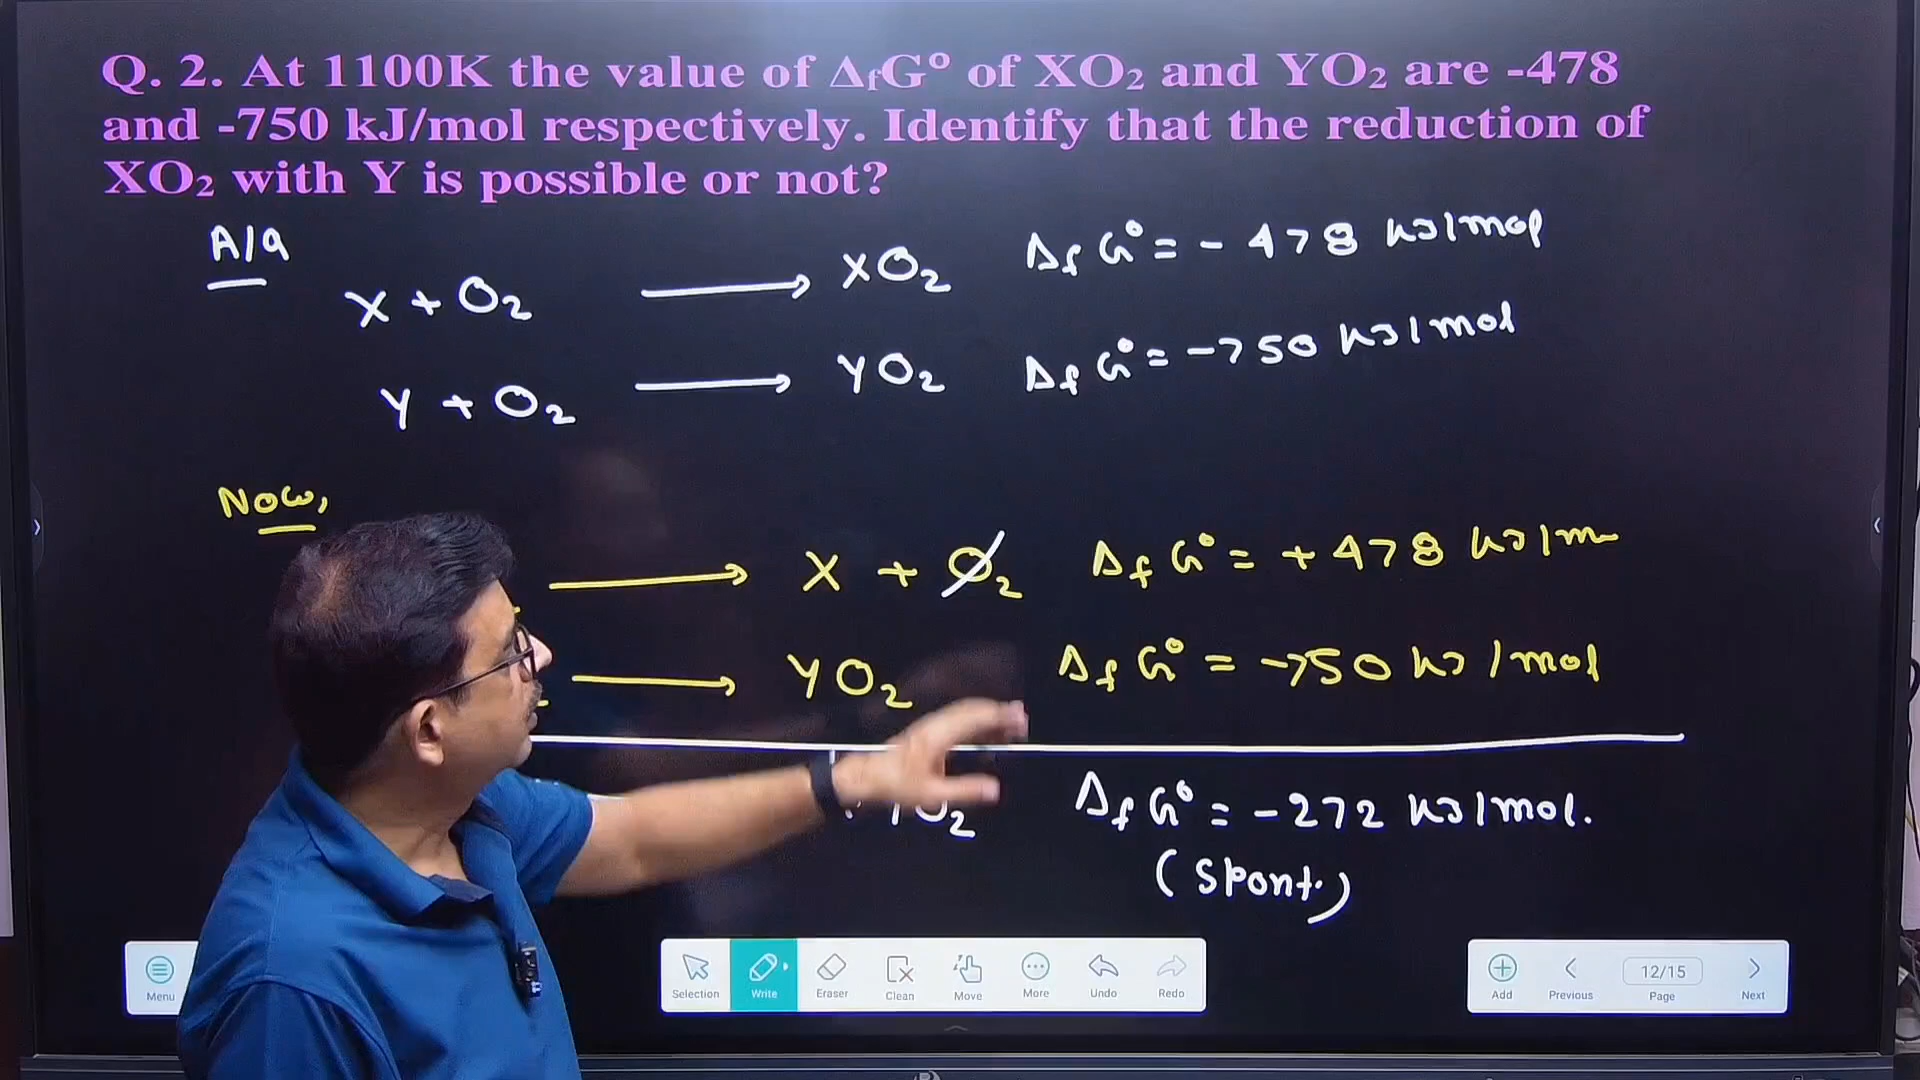 Q. 2. At 1100K the value of ΔfG° of XO₂ and YO₂ are -478
and -750 kJ/mol respectively. Identify that the reduction of
XO₂ with Y is possible or not?
A/q
X + O₂ ⟶ XO₂ ΔfG° = - 478 kJ/mol
Y + O₂ ⟶ YO₂ ΔfG° = -750 kJ/mol
Now,
⟶ X + O₂ ΔfG° = + 478 kJ/m
⟶ YO₂ ΔfG° = -750 kJ/mol
O₂ ΔfG° = -272 kJ/mol.
(Spont.)
Menu
Selection
Write
Eraser
Clean
Move
More
Undo
Redo
Add
Previous
12/15
Page
Next